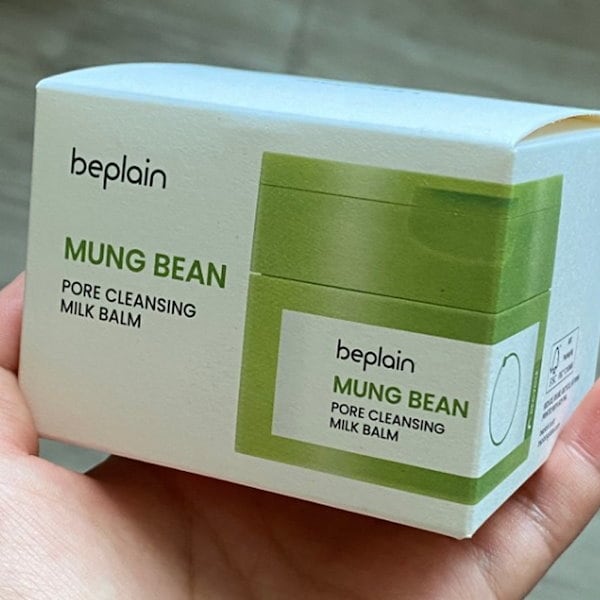 beplain
MUNG BEAN
PORE CLEANSING
MILK BALM
beplain
MUNG BEAN
PORE CLEANSING
MILK BALM